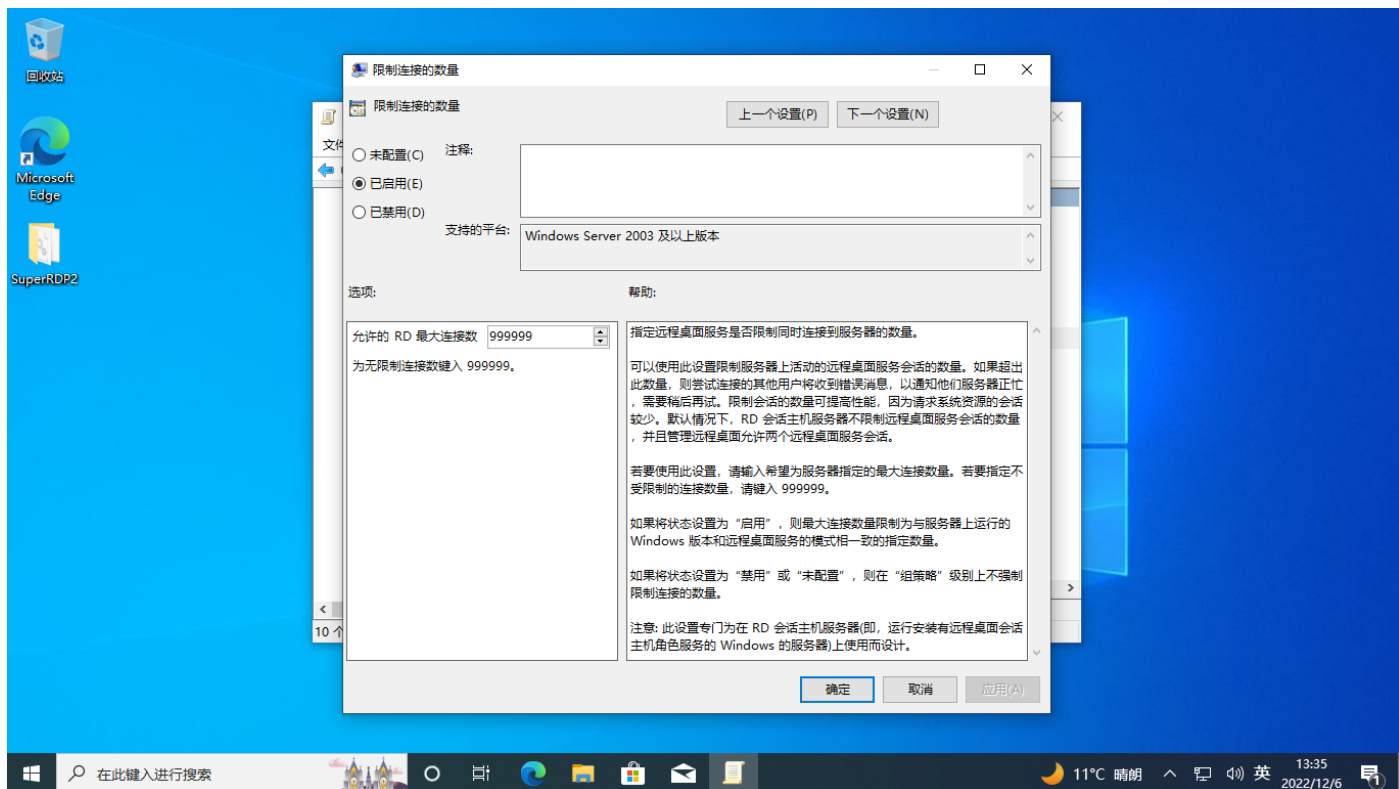 回收站
Microsoft
Edge
SuperRDP2
限制连接的数量
限制连接的数量
上一个设置(P)
下一个设置(N)
文件
未配置(C)
已启用(E)
已禁用(D)
注释:
支持的平台:
Windows Server 2003 及以上版本
选项:
帮助:
允许的 RD 最大连接数 999999
为无限制连接数键入 999999。
指定远程桌面服务是否限制同时连接到服务器的数量。
可以使用此设置限制服务器上活动的远程桌面服务会话的数量。如果超出
此数量，则尝试连接的其他用户将收到错误消息，以通知他们服务器正忙
，需要稍后再试。限制会话的数量可提高性能，因为请求系统资源的会话
较少。默认情况下，RD 会话主机服务器不限制远程桌面服务会话的数量
，并且管理远程桌面允许两个远程桌面服务会话。
若要使用此设置，请输入希望为服务器指定的最大连接数量。若要指定不
受限制的连接数量，请键入 999999。
如果将状态设置为“启用”，则最大连接数量限制为与服务器上运行的
Windows 版本和远程桌面服务的模式相一致的指定数量。
如果将状态设置为“禁用”或“未配置”，则在“组策略”级别上不强制
限制连接的数量。
注意: 此设置专门为在 RD 会话主机服务器(即，运行安装有远程桌面会话
主机角色服务的 Windows 的服务器)上使用而设计。
10 个
确定
取消
应用(A)
在此键入进行搜索
11°C 晴朗
英
13:35
2022/12/6
1